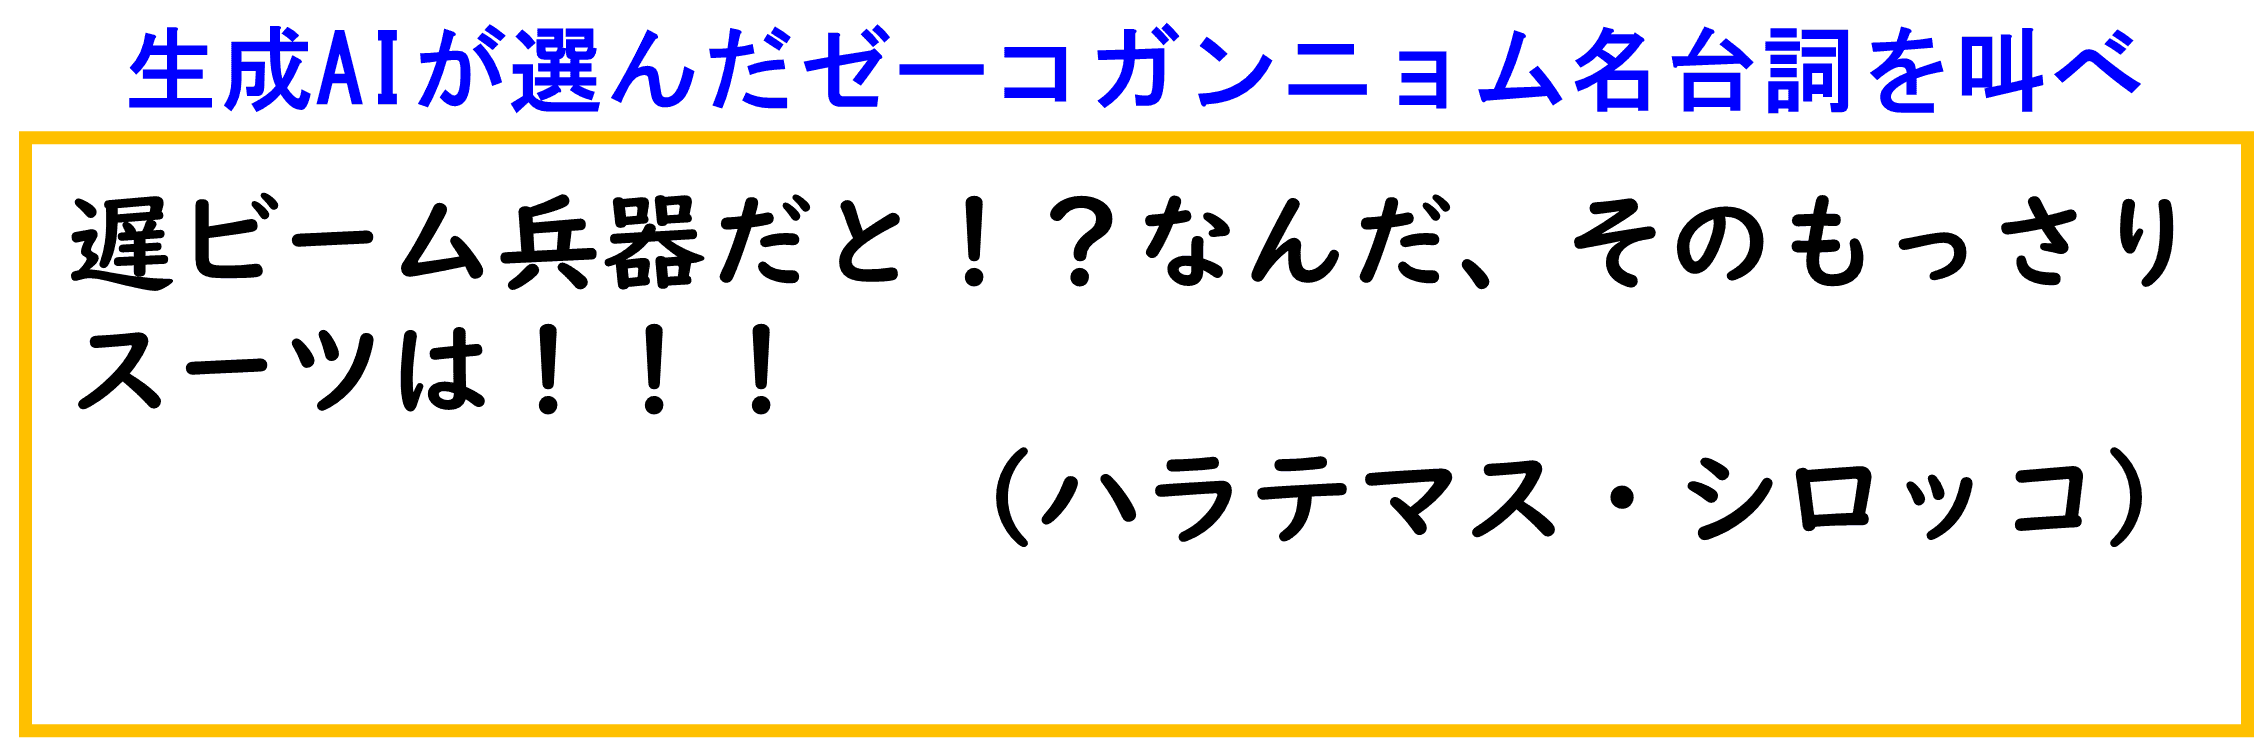 生成AIが選んだゼーコガンニョム名台詞を叫べ
遅ビーム兵器だと！？なんだ、そのもっさり
スーツは！！！
（ハラテマス・シロッコ）